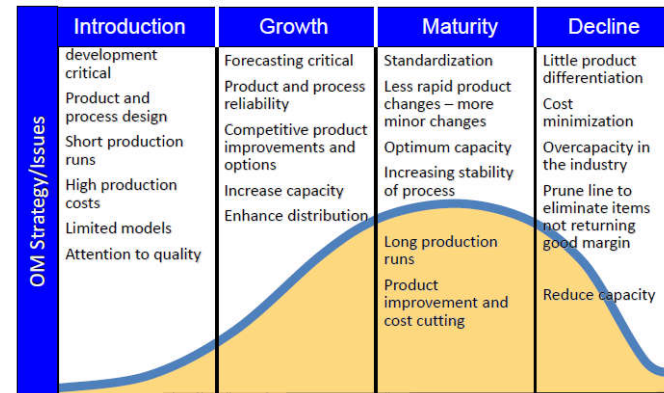 Introduction
Growth
Maturity
Decline
OM Strategy/Issues
development
critical
Product and
process design
Short production
runs
High production
costs
Limited models
Attention to quality
Forecasting critical
Product and process
reliability
Competitive product
improvements and
options
Increase capacity
Enhance distribution
Standardization
Less rapid product
changes – more
minor changes
Optimum capacity
Increasing stability
of process
Long production
runs
Product
improvement and
cost cutting
Little product
differentiation
Cost
minimization
Overcapacity in
the industry
Prune line to
eliminate items
not returning
good margin
Reduce capacity